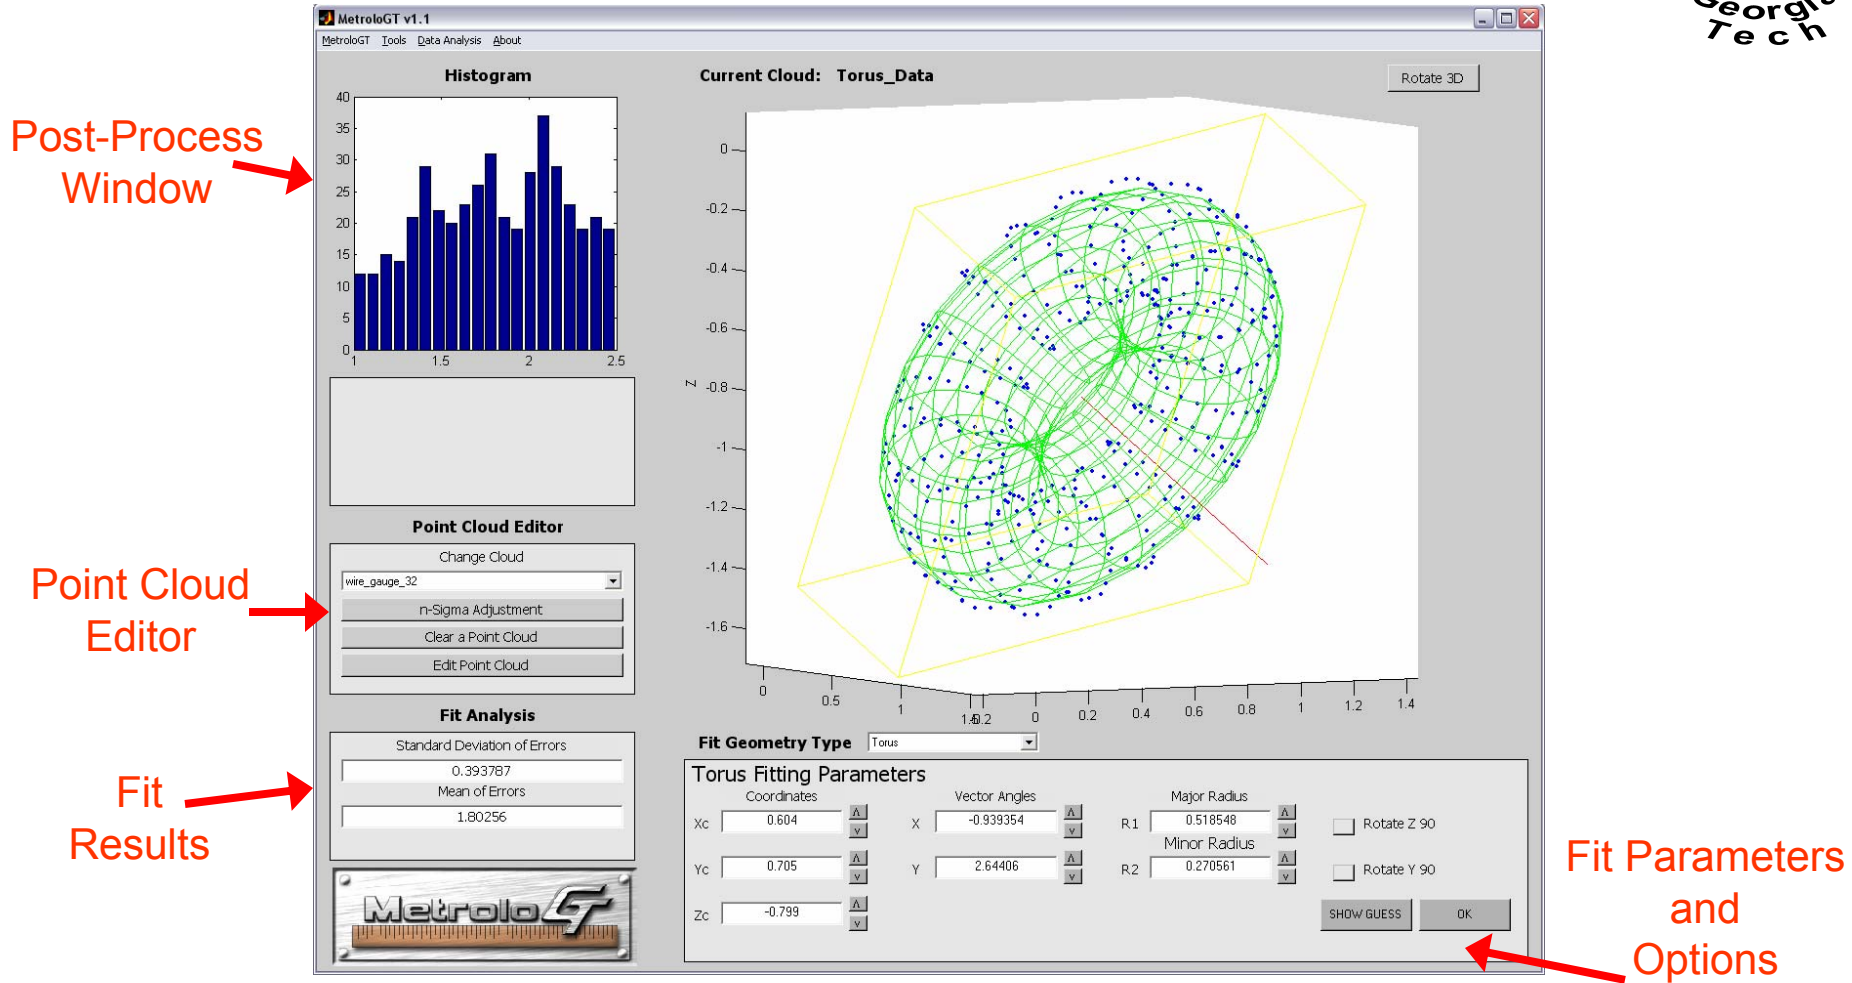 MetroloGT v1.1
MetroloGT Tools Data Analysis About
Georgia
Tech
Histogram
Current Cloud: Torus_Data
Rotate 3D
40
35
30
25
20
15
10
5
0
1 1.5 2 2.5
Post-Process
Window
0
-0.2
-0.4
-0.6
-0.8
-1
-1.2
-1.4
-1.6
Z
0 0.5 1
0 0.2 0.4 0.6 0.8 1 1.2 1.4
Point Cloud Editor
Change Cloud
wire_gauge_32
n-Sigma Adjustment
Clear a Point Cloud
Edit Point Cloud
Point Cloud
Editor
Fit Analysis
Standard Deviation of Errors
0.393787
Mean of Errors
1.80256
Fit
Results
MetroloGT
Fit Geometry Type Torus
Torus Fitting Parameters
Coordinates Vector Angles Major Radius
Xc 0.604 X -0.939354 R1 0.518548 Rotate Z 90
Minor Radius
Yc 0.705 Y 2.64406 R2 0.270561 Rotate Y 90
Zc -0.799
SHOW GUESS OK
Fit Parameters
and
Options